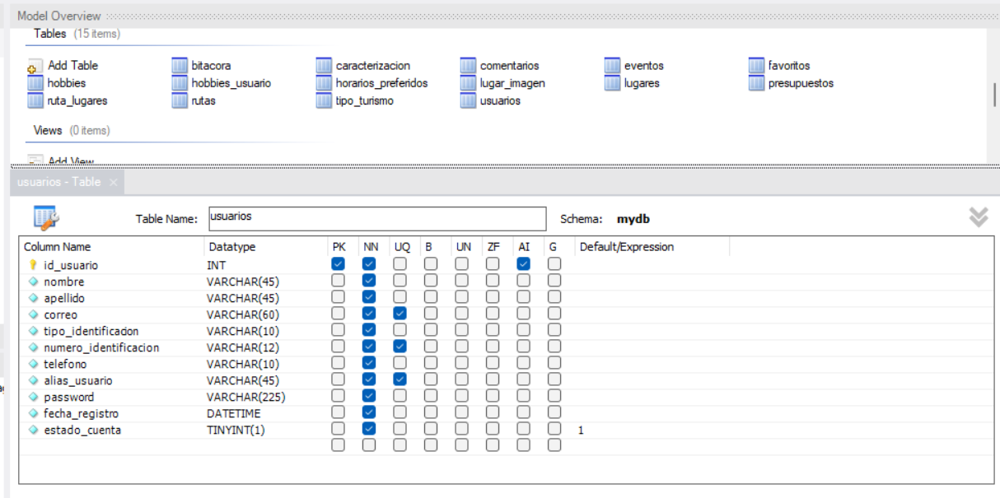 Model Overview
Tables (15 items)
Add Table bitacora caracterizacion comentarios eventos favoritos
hobbies hobbies_usuario horarios_preferidos lugar_imagen lugares presupuestos
ruta_lugares rutas tipo_turismo usuarios
Views (0 items)
Add View
usuarios - Table ×
Table Name: usuarios Schema: mydb
Column Name Datatype PK NN UQ B UN ZF AI G Default/Expression
id_usuario INT
nombre VARCHAR(45)
apellido VARCHAR(45)
correo VARCHAR(60)
tipo_identificacion VARCHAR(10)
numero_identificacion VARCHAR(12)
telefono VARCHAR(10)
alias_usuario VARCHAR(45)
password VARCHAR(225)
fecha_registro DATETIME
estado_cuenta TINYINT(1) 1